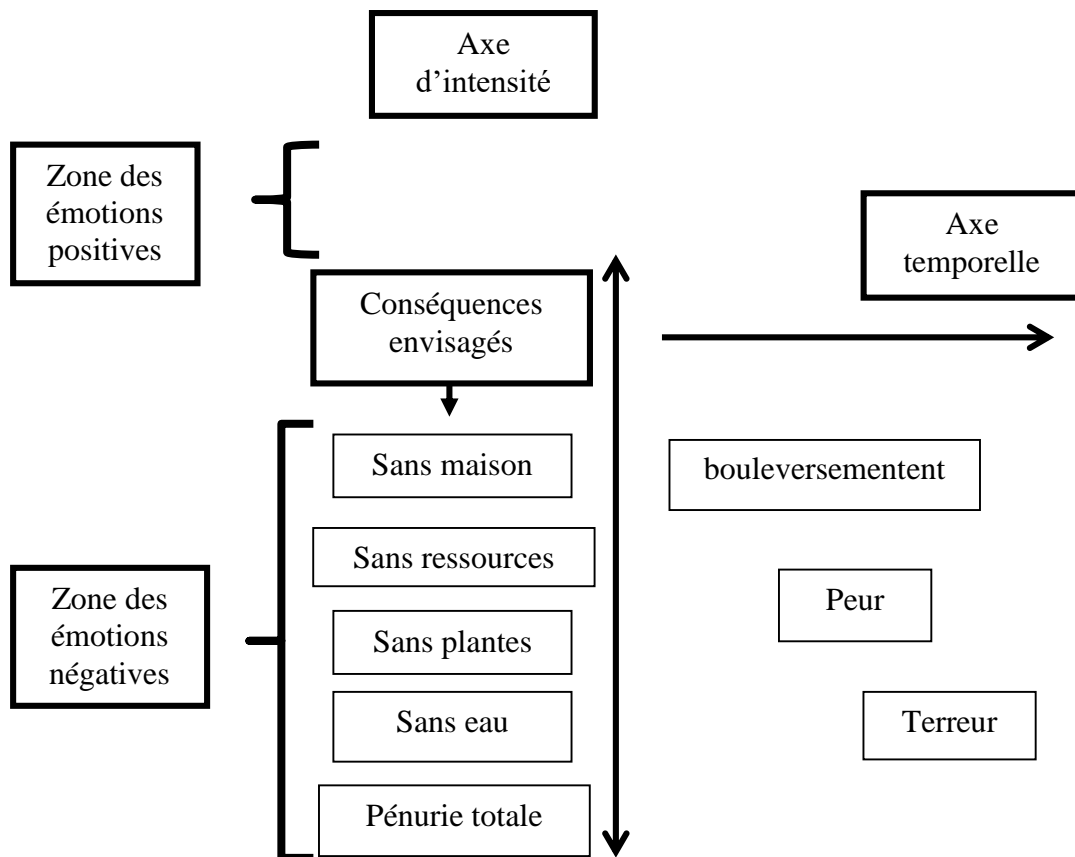 Axe
d’intensité
Zone des
émotions
positives
Axe
temporelle
Conséquences
envisagés
Sans maison
bouleversementent
Sans ressources
Zone des
émotions
négatives
Peur
Sans plantes
Sans eau
Terreur
Pénurie totale